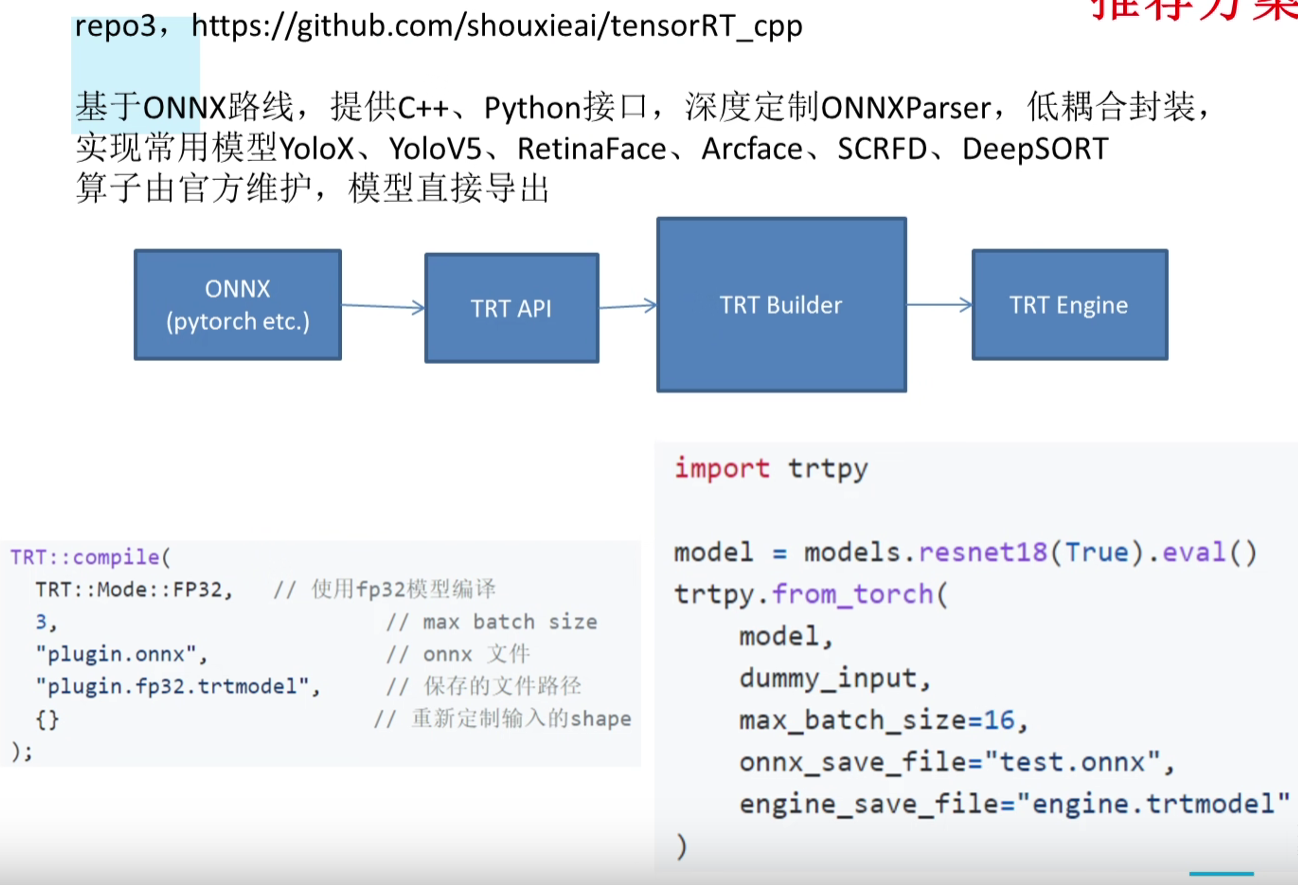 推荐方案
repo3，https://github.com/shouxieai/tensorRT_cpp
基于ONNX路线，提供C++、Python接口，深度定制ONNXParser，低耦合封装，
实现常用模型YoloX、YoloV5、RetinaFace、Arcface、SCRFD、DeepSORT
算子由官方维护，模型直接导出
ONNX
(pytorch etc.)
TRT API
TRT Builder
TRT Engine
TRT::compile(
TRT::Mode::FP32, // 使用fp32模型编译
3, // max batch size
"plugin.onnx", // onnx 文件
"plugin.fp32.trtmodel", // 保存的文件路径
{} // 重新定制输入的shape
);
import trtpy
model = models.resnet18(True).eval()
trtpy.from_torch(
model,
dummy_input,
max_batch_size=16,
onnx_save_file="test.onnx",
engine_save_file="engine.trtmodel"
)